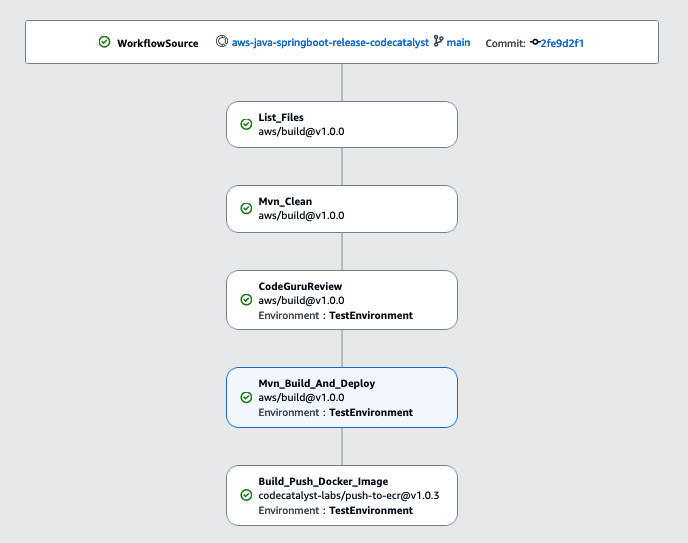 WorkflowSource aws-java-springboot-release-codecatalyst main Commit: 2fe9d2f1
List_Files
aws/build@v1.0.0
Mvn_Clean
aws/build@v1.0.0
CodeGuruReview
aws/build@v1.0.0
Environment : TestEnvironment
Mvn_Build_And_Deploy
aws/build@v1.0.0
Environment : TestEnvironment
Build_Push_Docker_Image
codecatalyst-labs/push-to-ecr@v1.0.3
Environment : TestEnvironment